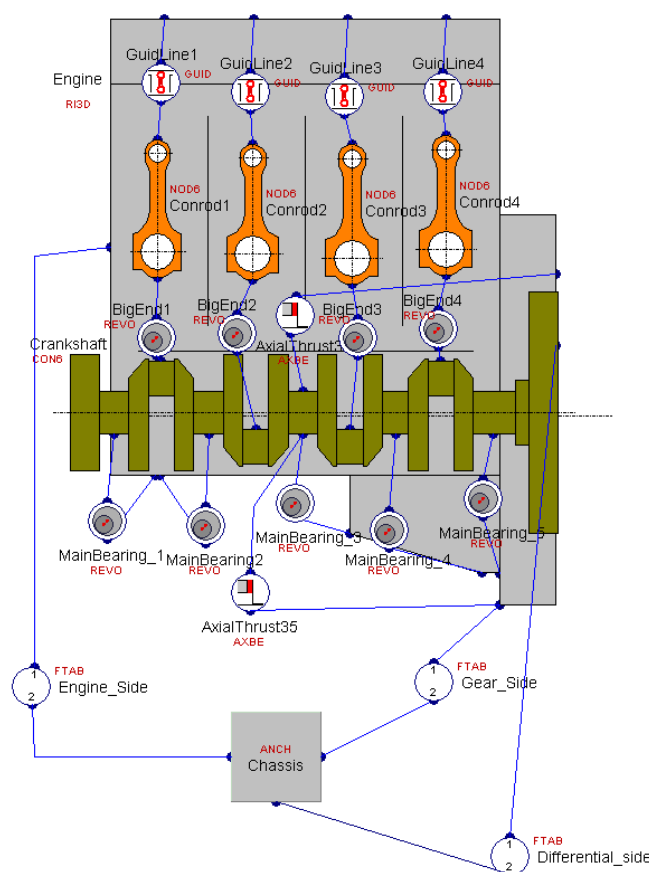 GuidLine1
GUID
GuidLine2
GUID
GuidLine3
GUID
GuidLine4
GUID
Engine
RI3D
Conrod1
NOD6
Conrod2
NOD6
Conrod3
NOD6
Conrod4
BigEnd1
REVO
BigEnd2
REVO
BigEnd3
REVO
BigEnd4
REVO
AxialThrust3
AXBE
Crankshaft
CON6
MainBearing_1
REVO
MainBearing2
REVO
MainBearing_3
REVO
MainBearing_4
REVO
MainBearing_5
REVO
AxialThrust35
AXBE
FTAB
1
2
Engine_Side
FTAB
1
2
Gear_Side
ANCH
Chassis
FTAB
1
2
Differential_side